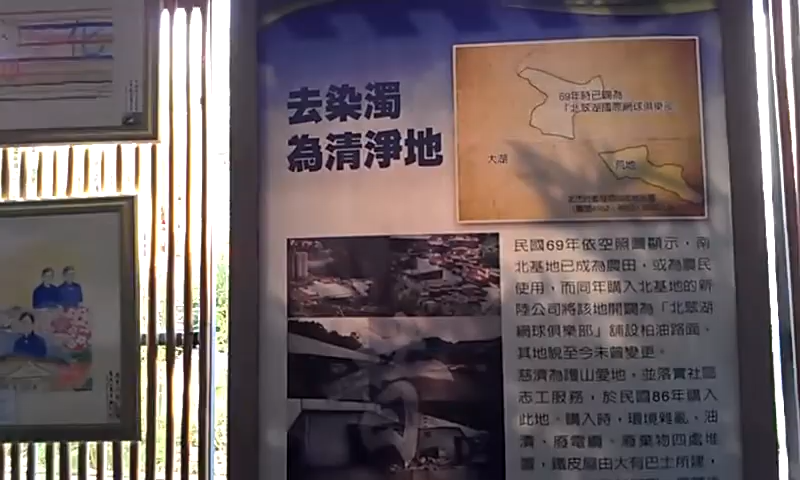 去染濁
為清淨地
69年時已闢為
「北翠湖國際網球俱樂部」
大湖
窪地
民國69年依空照圖顯示，南
北基地已成為農田，或為農民
使用，而同年購入北基地的新
陸公司將該地開闢為「北翠湖
網球俱樂部」舖設柏油路面。
其地貌至今未曾變更。
慈濟為護山愛地，並落實社區
志工服務，於民國86年購入
此地。購入時，環境雜亂，油
漬、廢電纜、廢棄物四處堆
置，鐵皮屋由大有巴士所建，